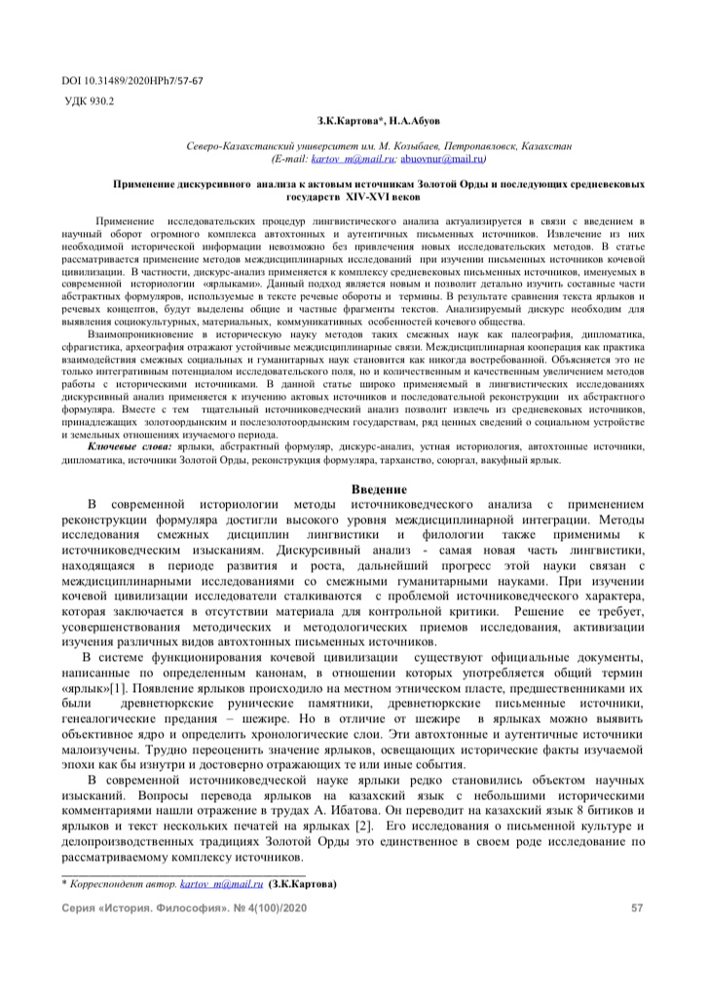 DOI 10.31489/2020HPh7/57-67
УДК 930.2
З.К.Картова*, Н.А.Абуов
Северо-Казахстанский университет им. М. Козыбаев, Петропавловск, Казахстан
(E-mail: kartov_m@mail.ru; abuovnur@mail.ru)
Применение дискурсивного анализа к актовым источникам Золотой Орды и последующих средневековых
государств XIV-XVI веков
Применение исследовательских процедур лингвистического анализа актуализируется в связи с введением в
научный оборот огромного комплекса автохтонных и аутентичных письменных источников. Извлечение из них
необходимой исторической информации невозможно без привлечения новых исследовательских методов. В статье
рассматривается применение методов междисциплинарных исследований при изучении письменных источников кочевой
цивилизации. В частности, дискурс-анализ применяется к комплексу средневековых письменных источников, именуемых в
современной историологии «ярлыками». Данный подход является новым и позволит детально изучить составные части
абстрактных формуляров, используемые в тексте речевые обороты и термины. В результате сравнения текста ярлыков и
речевых концептов, будут выделены общие и частные фрагменты текстов. Анализируемый дискурс необходим для
выявления социокультурных, материальных, коммуникативных особенностей кочевого общества.
Взаимопроникновение в историческую науку методов таких смежных наук как палеография, дипломатика,
сфрагистика, археография отражают устойчивые междисциплинарные связи. Междисциплинарная кооперация как практика
взаимодействия смежных социальных и гуманитарных наук становится как никогда востребованной. Объясняется это не
только интегративным потенциалом исследовательского поля, но и количественным и качественным увеличением методов
работы с историческими источниками. В данной статье широко применяемый в лингвистических исследованиях
дискурсивный анализ применяется к изучению актовых источников и последовательной реконструкции их абстрактного
формуляра. Вместе с тем тщательный источниковедческий анализ позволит извлечь из средневековых источников,
принадлежащих золотоордынским и послезолотоордынским государствам, ряд ценных сведений о социальном устройстве
и земельных отношениях изучаемого периода.
Ключевые слова: ярлыки, абстрактный формуляр, дискурс-анализ, устная историология, автохтонные источники,
дипломатика, источники Золотой Орды, реконструкция формуляра, тарханство, союргал, вакуфный ярлык.
Введение
В современной историологии методы источниковедческого анализа с применением
реконструкции формуляра достигли высокого уровня междисциплинарной интеграции. Методы
исследования смежных дисциплин лингвистики и филологии также применимы к
источниковедческим изысканиям. Дискурсивный анализ - самая новая часть лингвистики,
находящаяся в периоде развития и роста, дальнейший прогресс этой науки связан с
междисциплинарными исследованиями со смежными гуманитарными науками. При изучении
кочевой цивилизации исследователи сталкиваются с проблемой источниковедческого характера,
которая заключается в отсутствии материала для контрольной критики. Решение ее требует,
усовершенствования методических и методологических приемов исследования, активизации
изучения различных видов автохтонных письменных источников.
В системе функционирования кочевой цивилизации существуют официальные документы,
написанные по определенным канонам, в отношении которых употребляется общий термин
«ярлык»[1]. Появление ярлыков происходило на местном этническом пласте, предшественниками их
были древнетюркские рунические памятники, древнетюркские письменные источники,
генеалогические предания – шежире. Но в отличие от шежире в ярлыках можно выявить
объективное ядро и определить хронологические слои. Эти автохтонные и аутентичные источники
малоизучены. Трудно переоценить значение ярлыков, освещающих исторические факты изучаемой
эпохи как бы изнутри и достоверно отражающих те или иные события.
В современной источниковедческой науке ярлыки редко становились объектом научных
изысканий. Вопросы перевода ярлыков на казахский язык с небольшими историческими
комментариями нашли отражение в трудах А. Ибатова. Он переводит на казахский язык 8 битиков и
ярлыков и текст нескольких печатей на ярлыках [2]. Его исследования о письменной культуре и
делопроизводственных традициях Золотой Орды это единственное в своем роде исследование по
рассматриваемому комплексу источников.
* Корреспондент автор. kartov_m@mail.ru (З.К.Картова)
Серия «История. Философия». № 4(100)/2020 57